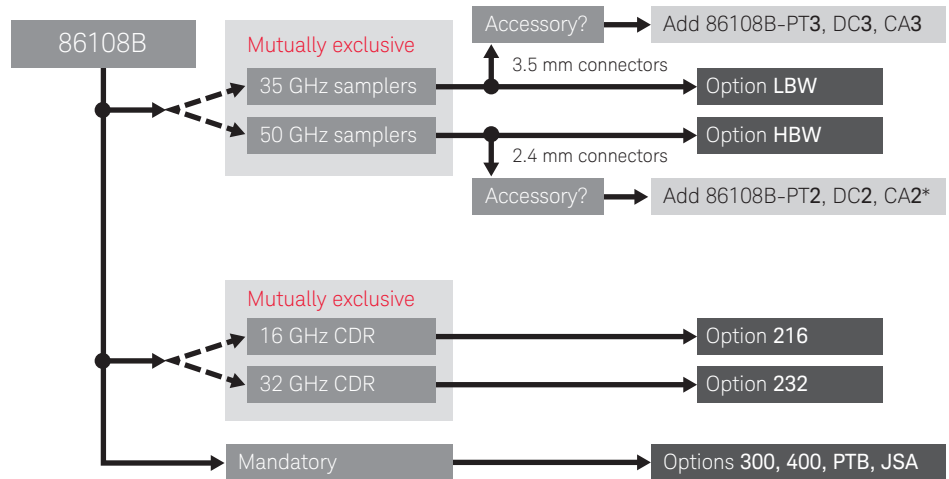 86108B
Accessory?
Add 86108B-PT3, DC3, CA3
Mutually exclusive
3.5 mm connectors
35 GHz samplers
Option LBW
50 GHz samplers
Option HBW
2.4 mm connectors
Accessory?
Add 86108B-PT2, DC2, CA2*
Mutually exclusive
16 GHz CDR
Option 216
32 GHz CDR
Option 232
Mandatory
Options 300, 400, PTB, JSA